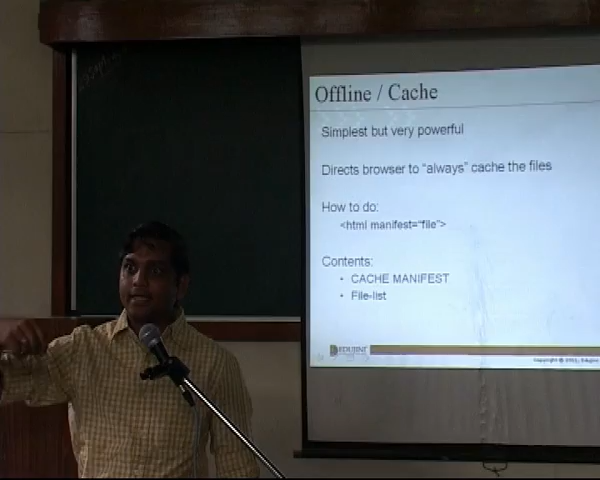 Offline / Cache
Simplest but very powerful
Directs browser to "always" cache the files
How to do:
<html manifest="file">
Contents:
• CACHE MANIFEST
• File-list